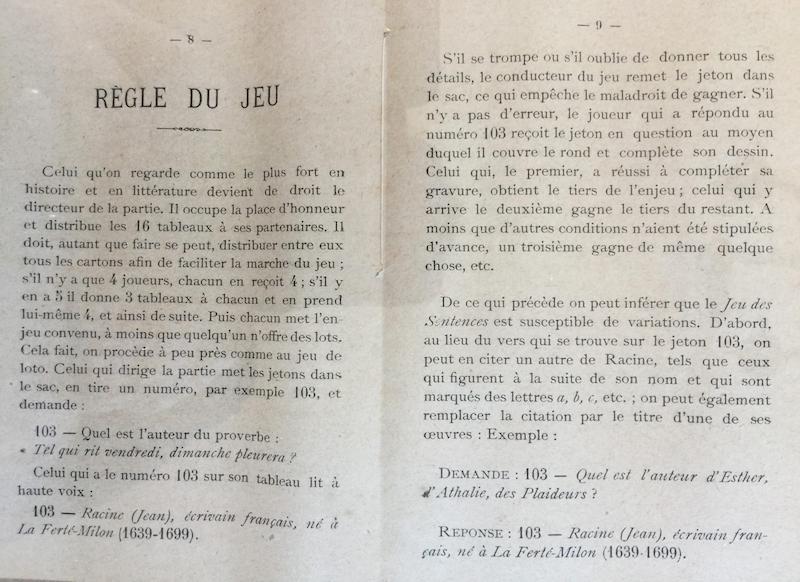 — 8 —
RÈGLE DU JEU
Celui qu'on regarde comme le plus fort en
histoire et en littérature devient de droit le
directeur de la partie. Il occupe la place d'honneur
et distribue les 16 tableaux à ses partenaires. Il
doit, autant que faire se peut, distribuer entre eux
tous les cartons afin de faciliter la marche du jeu ;
s'il n'y a que 4 joueurs, chacun en reçoit 4 ; s'il y
en a 5 il donne 3 tableaux à chacun et en prend
lui-même 4, et ainsi de suite. Puis chacun met l'en-
jeu convenu, à moins que quelqu'un n'offre des lots.
Cela fait, on procède à peu près comme au jeu de
loto. Celui qui dirige la partie met les jetons dans
le sac, en tire un numéro, par exemple 103, et
demande :
103 — Quel est l'auteur du proverbe :
« Tel qui rit vendredi, dimanche pleurera ?
Celui qui a le numéro 103 sur son tableau lit à
haute voix :
103 — Racine (Jean), écrivain français, né à
La Ferté-Milon (1639-1699).
— 9 —
S'il se trompe ou s'il oublie de donner tous les
détails, le conducteur du jeu remet le jeton dans
le sac, ce qui empêche le maladroit de gagner. S'il
n'y a pas d'erreur, le joueur qui a répondu au
numéro 103 reçoit le jeton en question au moyen
duquel il couvre le rond et complète son dessin.
Celui qui, le premier, a réussi à compléter sa
gravure, obtient le tiers de l'enjeu ; celui qui y
arrive le deuxième gagne le tiers du restant. A
moins que d'autres conditions n'aient été stipulées
d'avance, un troisième gagne de même quelque
chose, etc.
De ce qui précède on peut inférer que le Jeu des
Sentences est susceptible de variations. D'abord,
au lieu du vers qui se trouve sur le jeton 103, on
peut en citer un autre de Racine, tels que ceux
qui figurent à la suite de son nom et qui sont
marqués des lettres a, b, c, etc. ; on peut également
remplacer la citation par le titre d'une de ses
œuvres : Exemple :
DEMANDE : 103 — Quel est l'auteur d'Esther,
d'Athalie, des Plaideurs ?
REPONSE : 103 — Racine (Jean), écrivain fran-
çais, né à La Ferté-Milon (1639-1699).